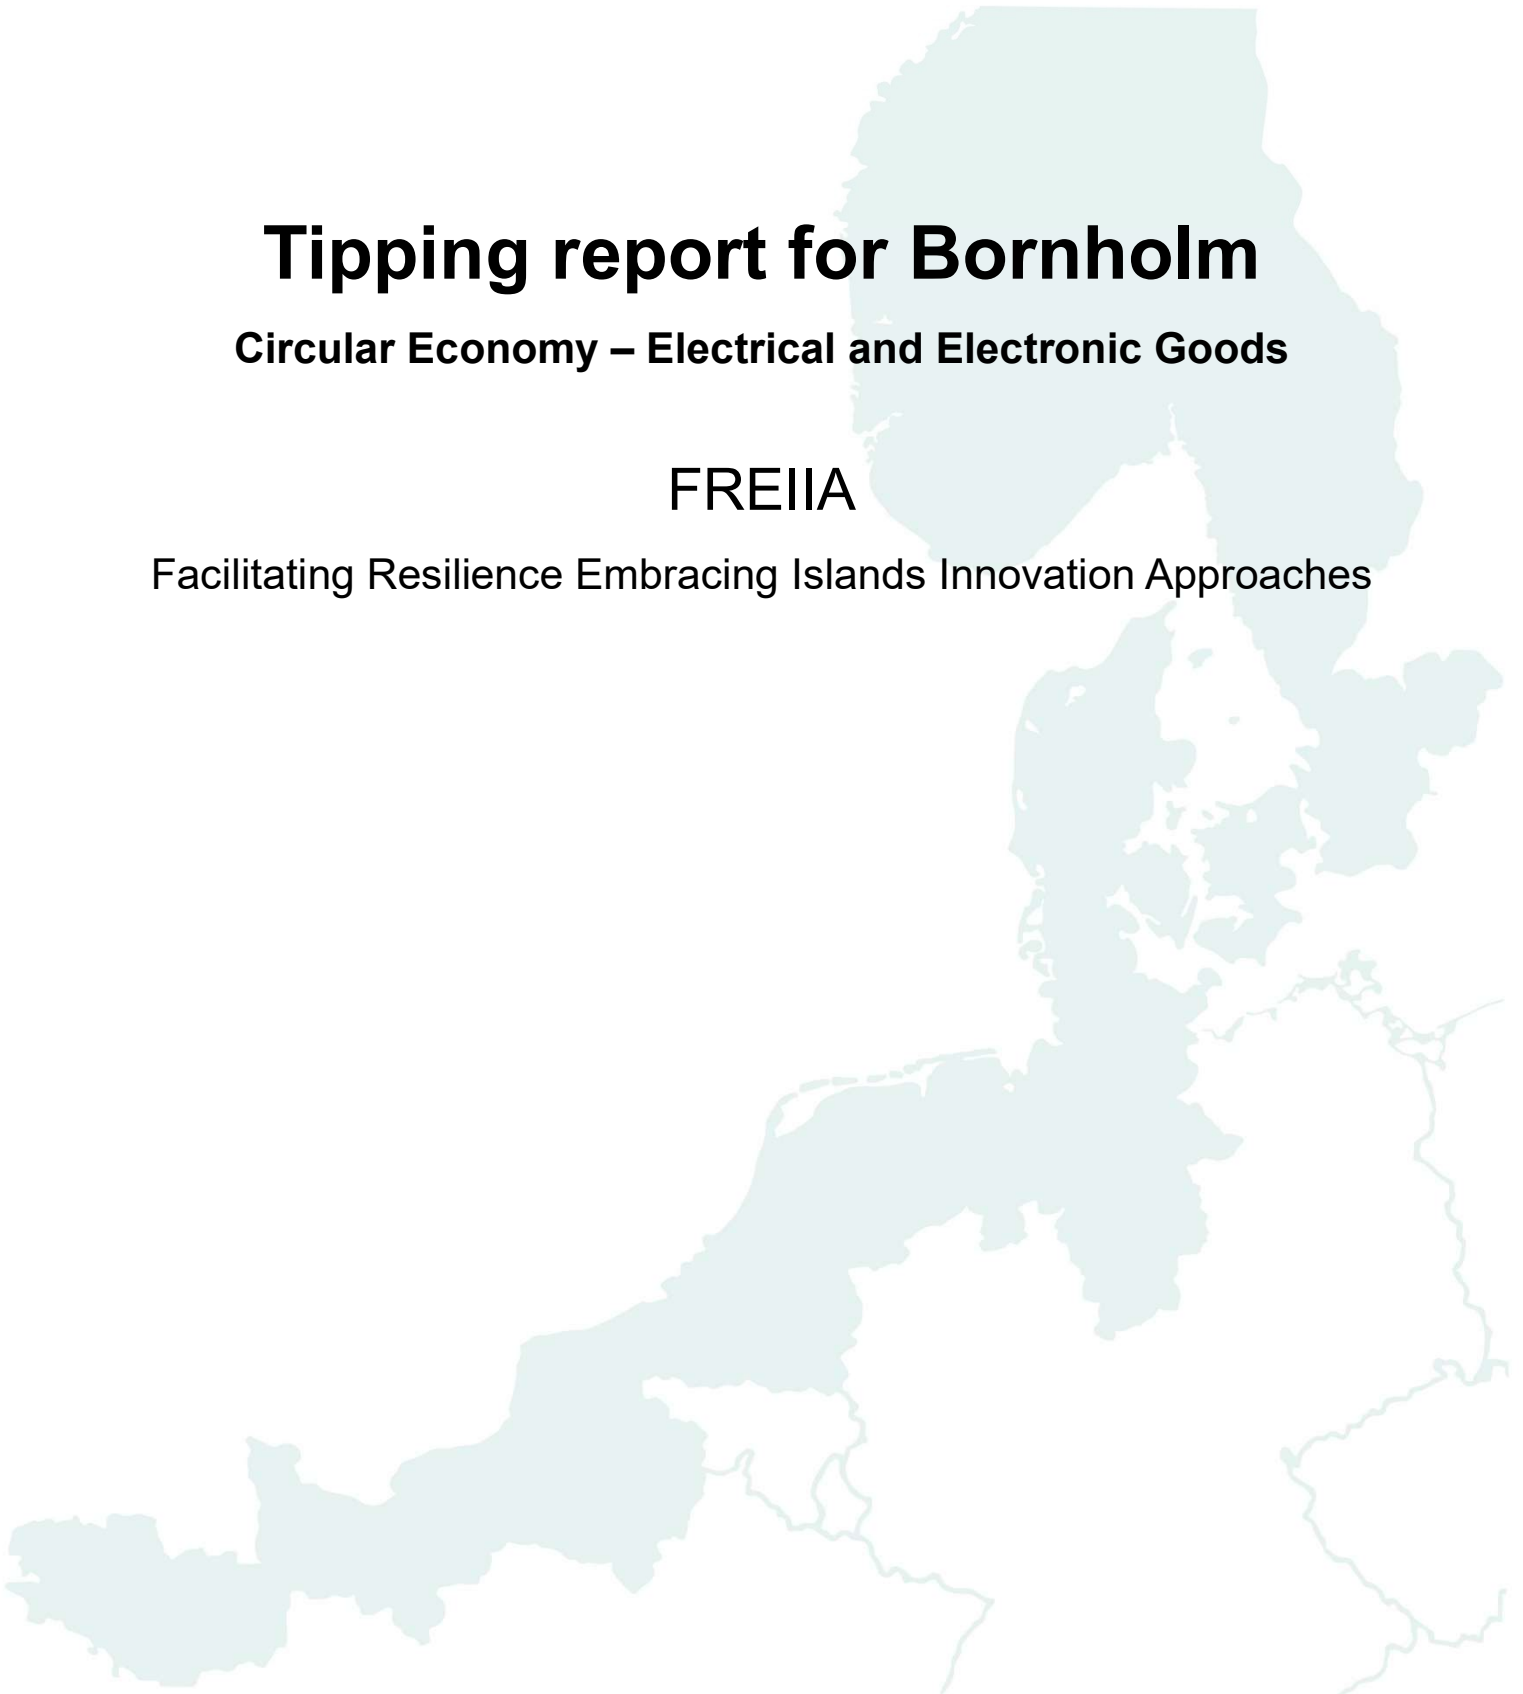 Tipping report for Bornholm
Circular Economy – Electrical and Electronic Goods
FREIIA
Facilitating Resilience Embracing Islands Innovation Approaches